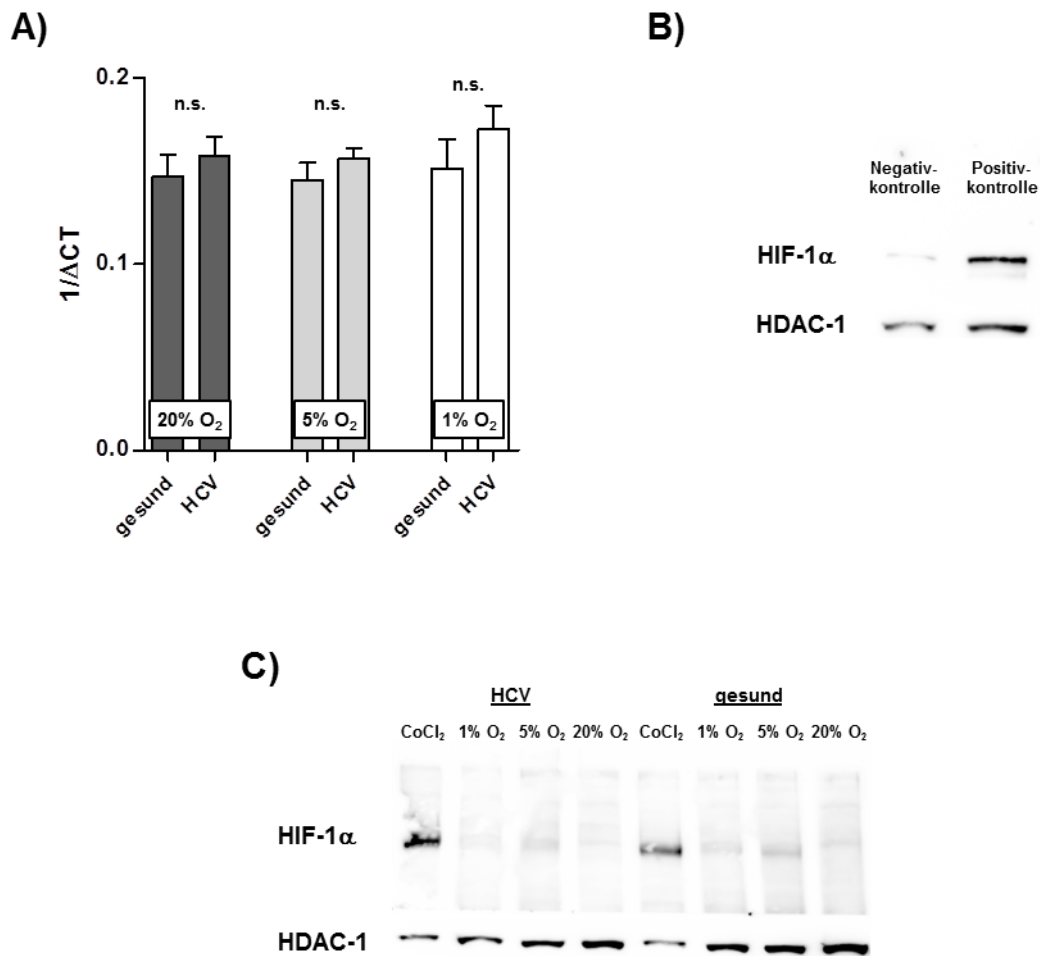 A)
0.2
0.1
0.0
1/ΔCT
n.s.
n.s.
n.s.
20% O₂
5% O₂
1% O₂
gesund
HCV
gesund
HCV
gesund
HCV
B)
Negativ-
kontrolle
Positiv-
kontrolle
HIF-1α
HDAC-1
C)
HCV
gesund
CoCl₂ 1% O₂ 5% O₂ 20% O₂ CoCl₂ 1% O₂ 5% O₂ 20% O₂
HIF-1α
HDAC-1